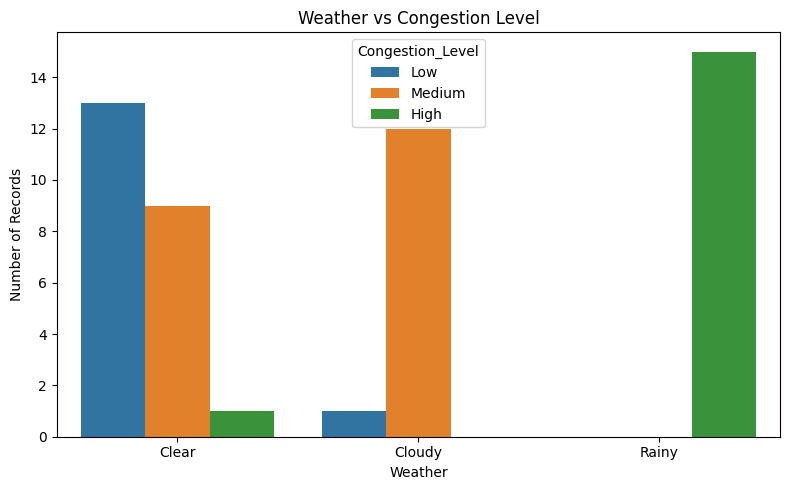 Weather vs Congestion Level
Congestion_Level
Low
Medium
High
Number of Records
14
12
10
8
6
4
2
0
Clear
Cloudy
Rainy
Weather